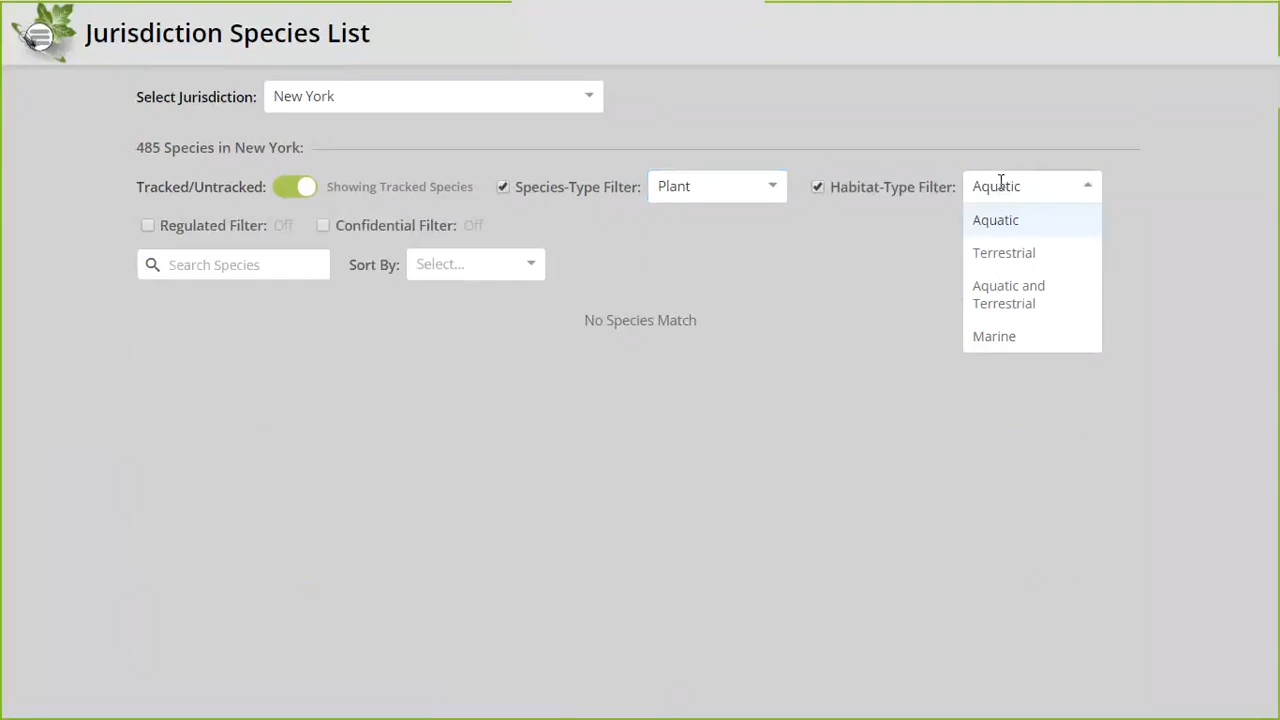 Jurisdiction Species List
Select Jurisdiction: New York
485 Species in New York:
Tracked/Untracked: Showing Tracked Species Species-Type Filter: Plant Habitat-Type Filter: Aquatic
Aquatic
Terrestrial
Aquatic and
Terrestrial
Marine
Regulated Filter: Off Confidential Filter: Off
Search Species Sort By: Select...
No Species Match